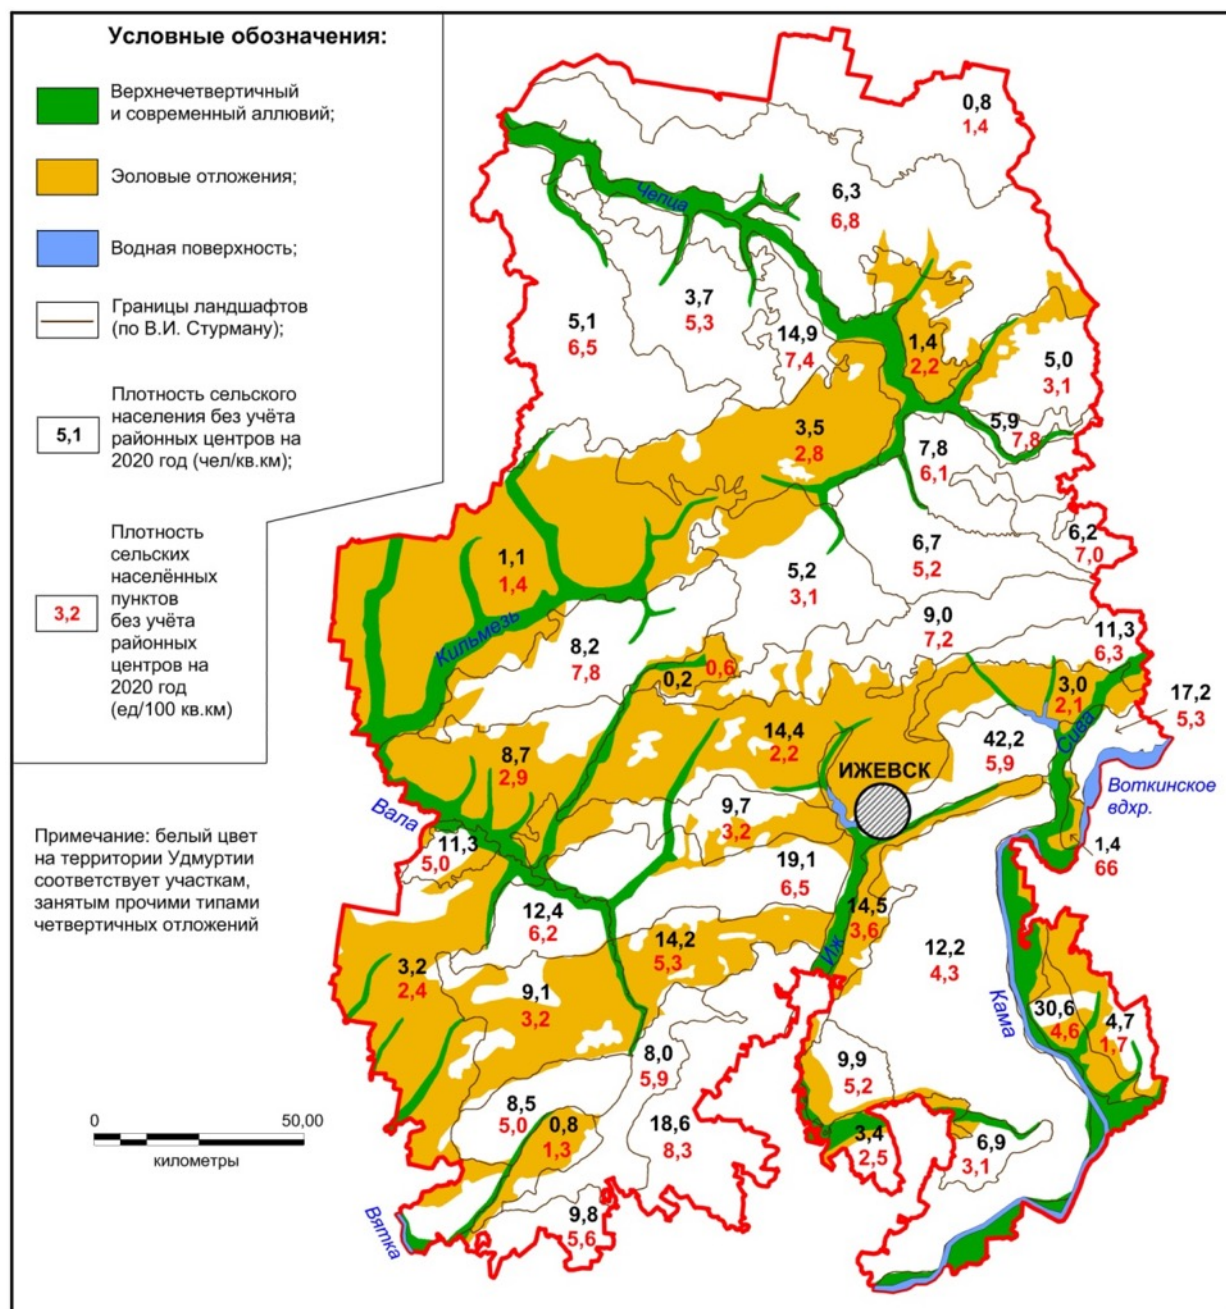 Условные обозначения:
Верхнечетвертичный
и современный аллювий;
Эоловые отложения;
Водная поверхность;
Границы ландшафтов
(по В.И. Стурману);
5,1
Плотность сельского
населения без учёта
районных центров на
2020 год (чел/кв.км);
3,2
Плотность
сельских
населённых
пунктов
без учёта
районных
центров на
2020 год
(ед/100 кв.км)
Примечание: белый цвет
на территории Удмуртии
соответствует участкам,
занятым прочими типами
четвертичных отложений
0 50,00
километры
0,8
1,4
Чепца
6,3
6,8
3,7
5,3
5,1
6,5
14,9
7,4
1,4
2,2
5,0
3,1
5,9
7,8
3,5
2,8
7,8
6,1
6,2
7,0
6,7
5,2
1,1
1,4
5,2
3,1
Кильмезь
9,0
7,2
8,2
7,8
11,3
6,3
0,2
0,6
3,0
2,1
17,2
5,3
Сива
14,4
2,2
42,2
5,9
8,7
2,9
ИЖЕВСК
Воткинское
вдхр.
Вала
9,7
3,2
11,3
5,0
1,4
66
19,1
6,5
12,4
6,2
14,5
3,6
14,2
5,3
Иж
12,2
4,3
3,2
2,4
9,1
3,2
Кама
30,6
4,6
4,7
1,7
8,0
5,9
9,9
5,2
8,5
5,0
0,8
1,3
18,6
8,3
3,4
2,5
6,9
3,1
Вятка
9,8
5,6